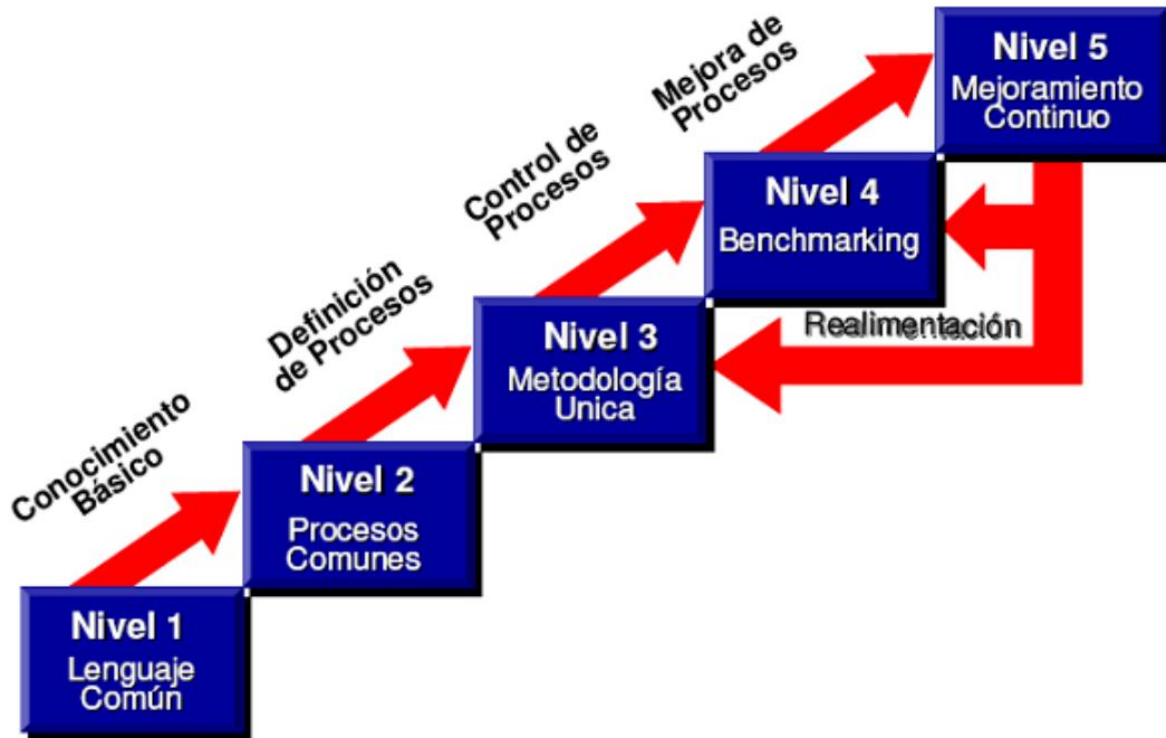 Nivel 5
Mejoramiento
Continuo
Mejora de
Procesos
Nivel 4
Benchmarking
Control de
Procesos
Realimentación
Nivel 3
Metodología
Unica
Definición
de Procesos
Nivel 2
Procesos
Comunes
Conocimiento
Básico
Nivel 1
Lenguaje
Común